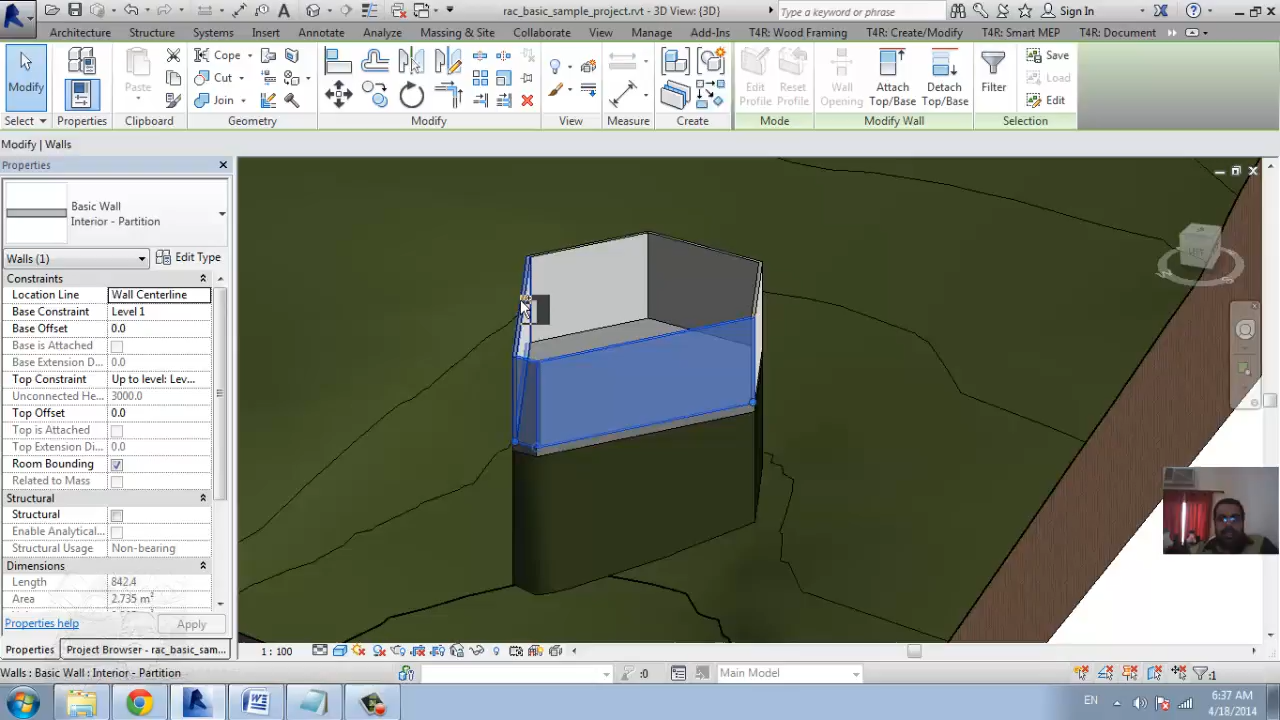 rac_basic_sample_project.rvt - 3D View: {3D}
Type a keyword or phrase
Sign In
Architecture Structure Systems Insert Annotate Analyze Massing & Site Collaborate View Manage Add-Ins T4R: Wood Framing T4R: Create/Modify T4R: Smart MEP T4R: Document
Modify
Select
Properties
Paste
Clipboard
Cope
Cut
Join
Geometry
Modify
View
Measure
Create
Edit Profile
Reset Profile
Mode
Wall Opening
Attach Top/Base
Detach Top/Base
Modify Wall
Filter
Save
Load
Edit
Selection
Modify | Walls
Properties
Basic Wall
Interior - Partition
Walls (1)
Edit Type
Constraints
Location Line Wall Centerline
Base Constraint Level 1
Base Offset 0.0
Base is Attached
Base Extension D... 0.0
Top Constraint Up to level: Lev...
Unconnected He... 3000.0
Top Offset 0.0
Top is Attached
Top Extension Di... 0.0
Room Bounding
Related to Mass
Structural
Structural
Enable Analytical...
Structural Usage Non-bearing
Dimensions
Length 842.4
Area 2.735 m²
Properties help
Apply
Properties
Project Browser - rac_basic_sam...
1 : 100
Walls : Basic Wall : Interior - Partition
:0
Main Model
:1
EN
6:37 AM
4/18/2014